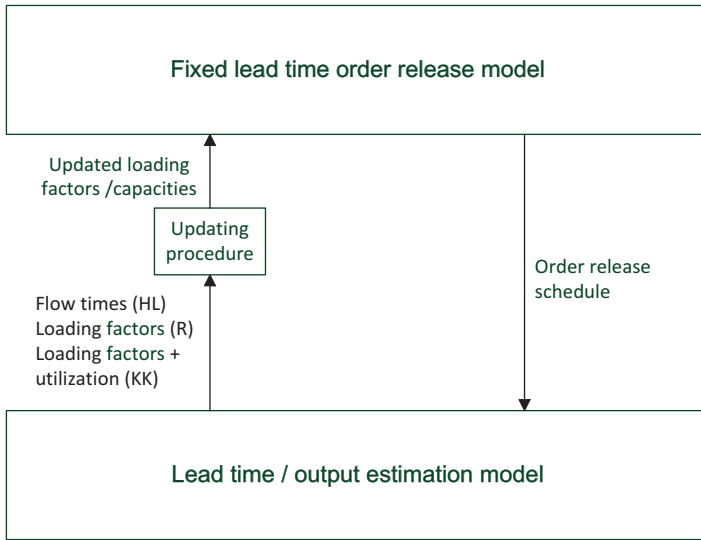 Fixed lead time order release model
Updated loading
factors /capacities
Updating
procedure
Order release
schedule
Flow times (HL)
Loading factors (R)
Loading factors +
utilization (KK)
Lead time / output estimation model